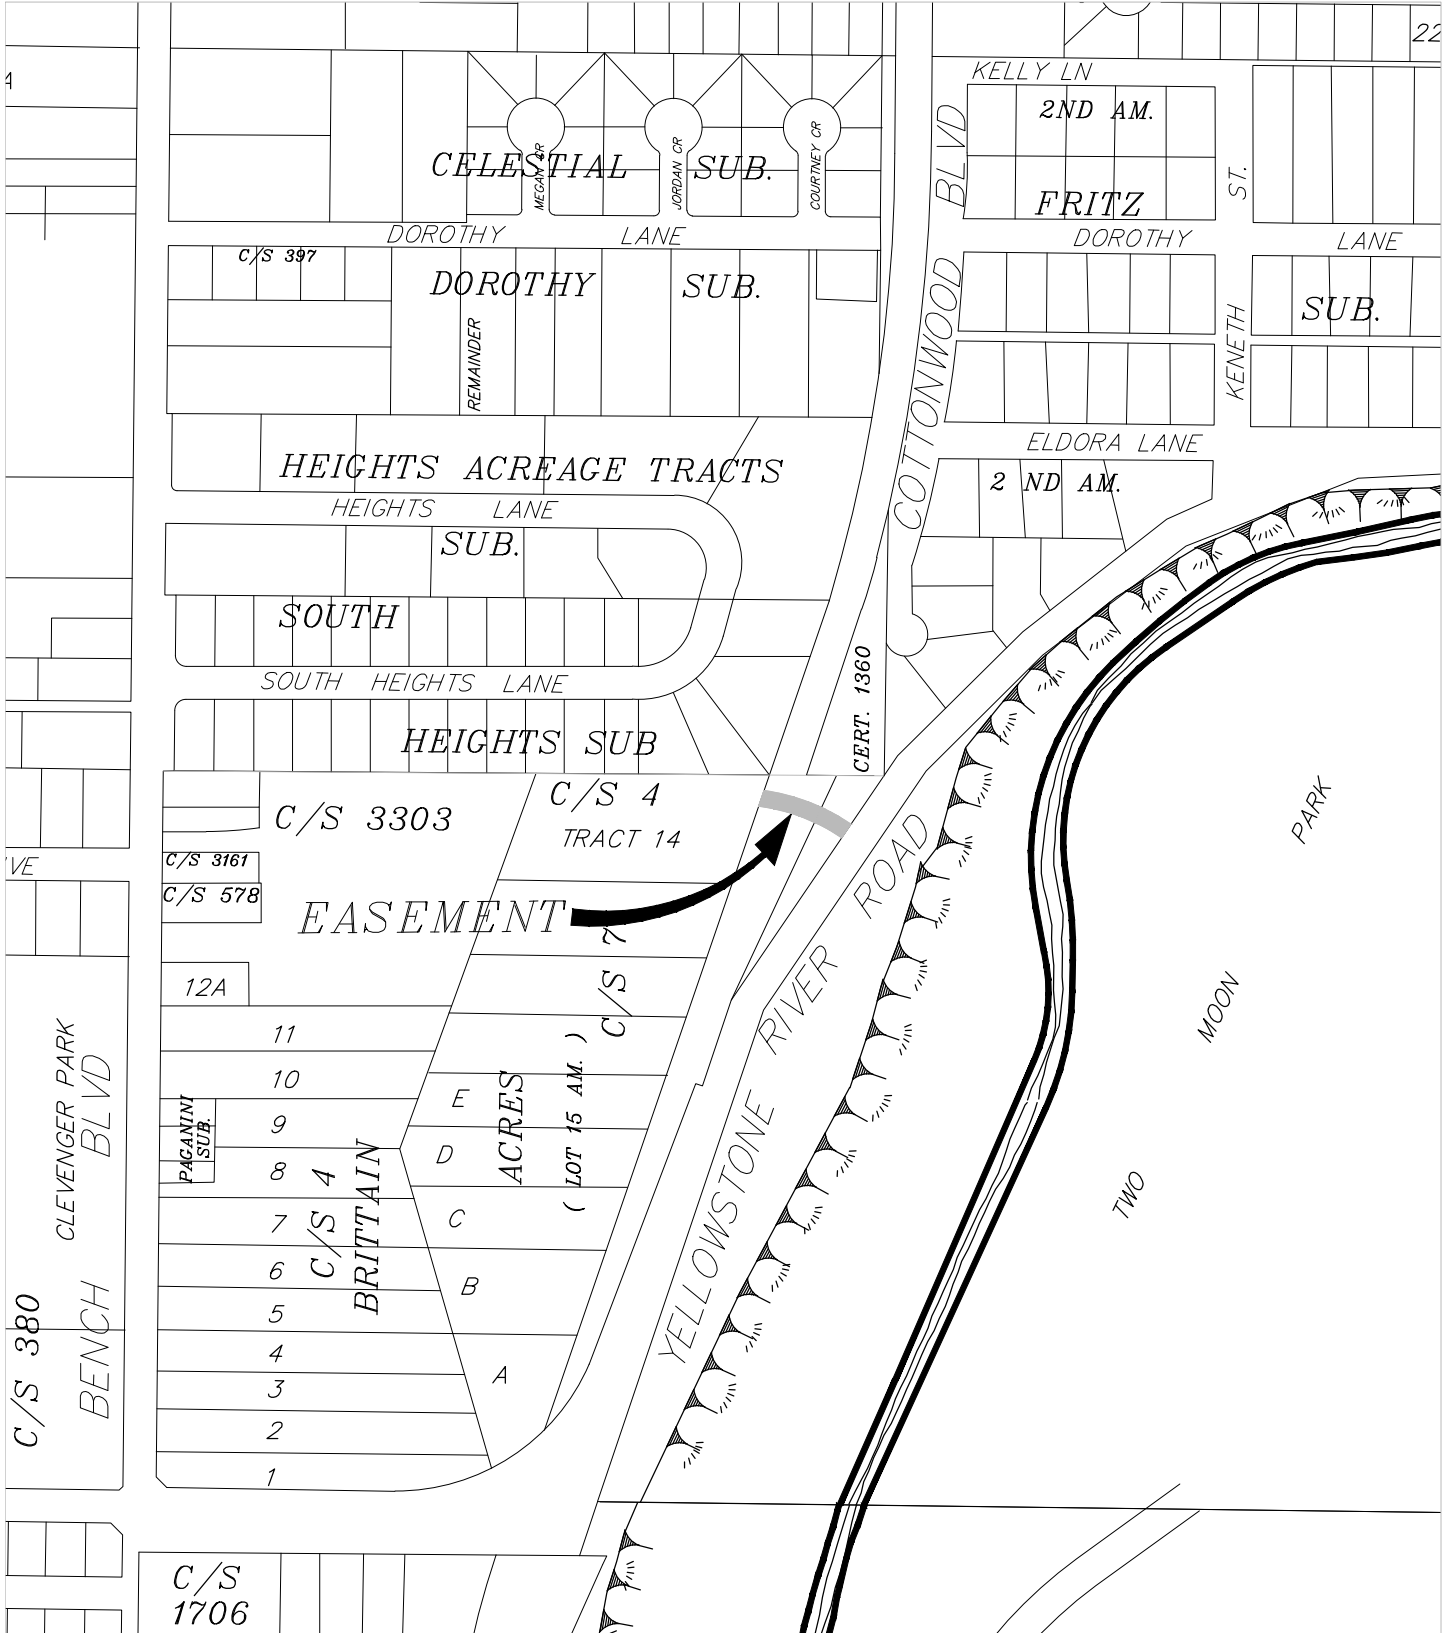 22
A
KELLY LN
2ND AM.
CELESTIAL SUB.
MEGAN CR
JORDAN CR
COURTNEY CR
COTTONWOOD BLVD
FRITZ
KENETH ST.
DOROTHY LANE
DOROTHY LANE
C/S 397
DOROTHY SUB.
SUB.
REMAINDER
ELDORA LANE
HEIGHTS ACREAGE TRACTS
2 ND AM.
HEIGHTS LANE
SUB.
SOUTH
SOUTH HEIGHTS LANE
CERT. 1360
HEIGHTS SUB
C/S 4
TRACT 14
C/S 3303
C/S 3161
C/S 578
VE
EASEMENT
C/S 7
12A
11
10
9
8
7
6
5
4
3
2
1
E
D
C
B
A
PAGANINI
SUB.
C/S 4
BRITTAIN
ACRES
( LOT 15 AM. )
CLEVENGER PARK
BENCH BLVD
C/S 380
YELLOWSTONE RIVER ROAD
TWO MOON PARK
C/S
1706